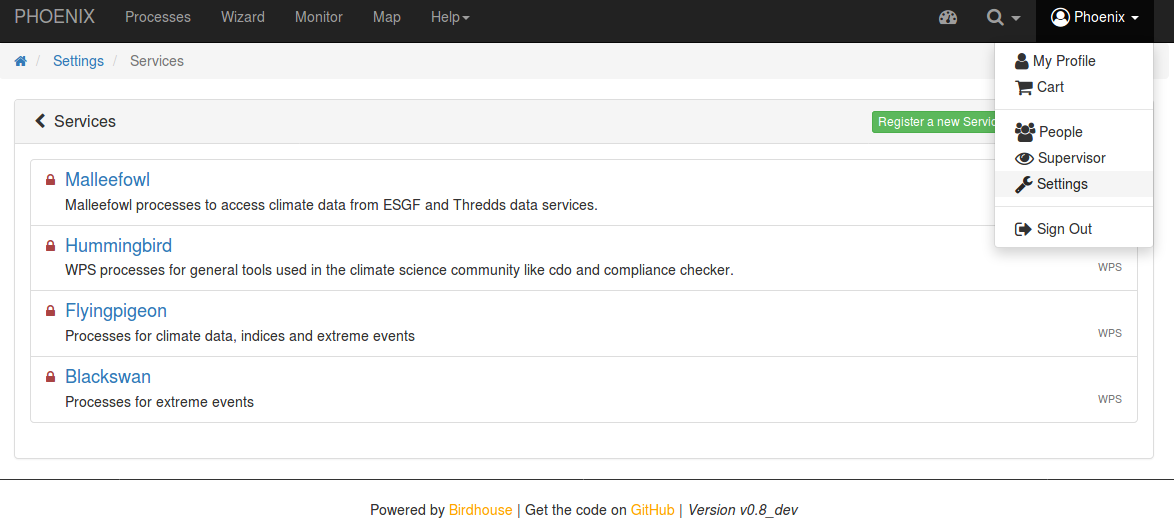 PHOENIX Processes Wizard Monitor Map Help Phoenix
Settings / Services
My Profile
Cart
Services
Register a new Servic
People
Supervisor
Settings
Sign Out
Malleefowl
Malleefowl processes to access climate data from ESGF and Thredds data services.
Hummingbird
WPS processes for general tools used in the climate science community like cdo and compliance checker.
WPS
Flyingpigeon
Processes for climate data, indices and extreme events
WPS
Blackswan
Processes for extreme events
WPS
Powered by Birdhouse | Get the code on GitHub | Version v0.8_dev